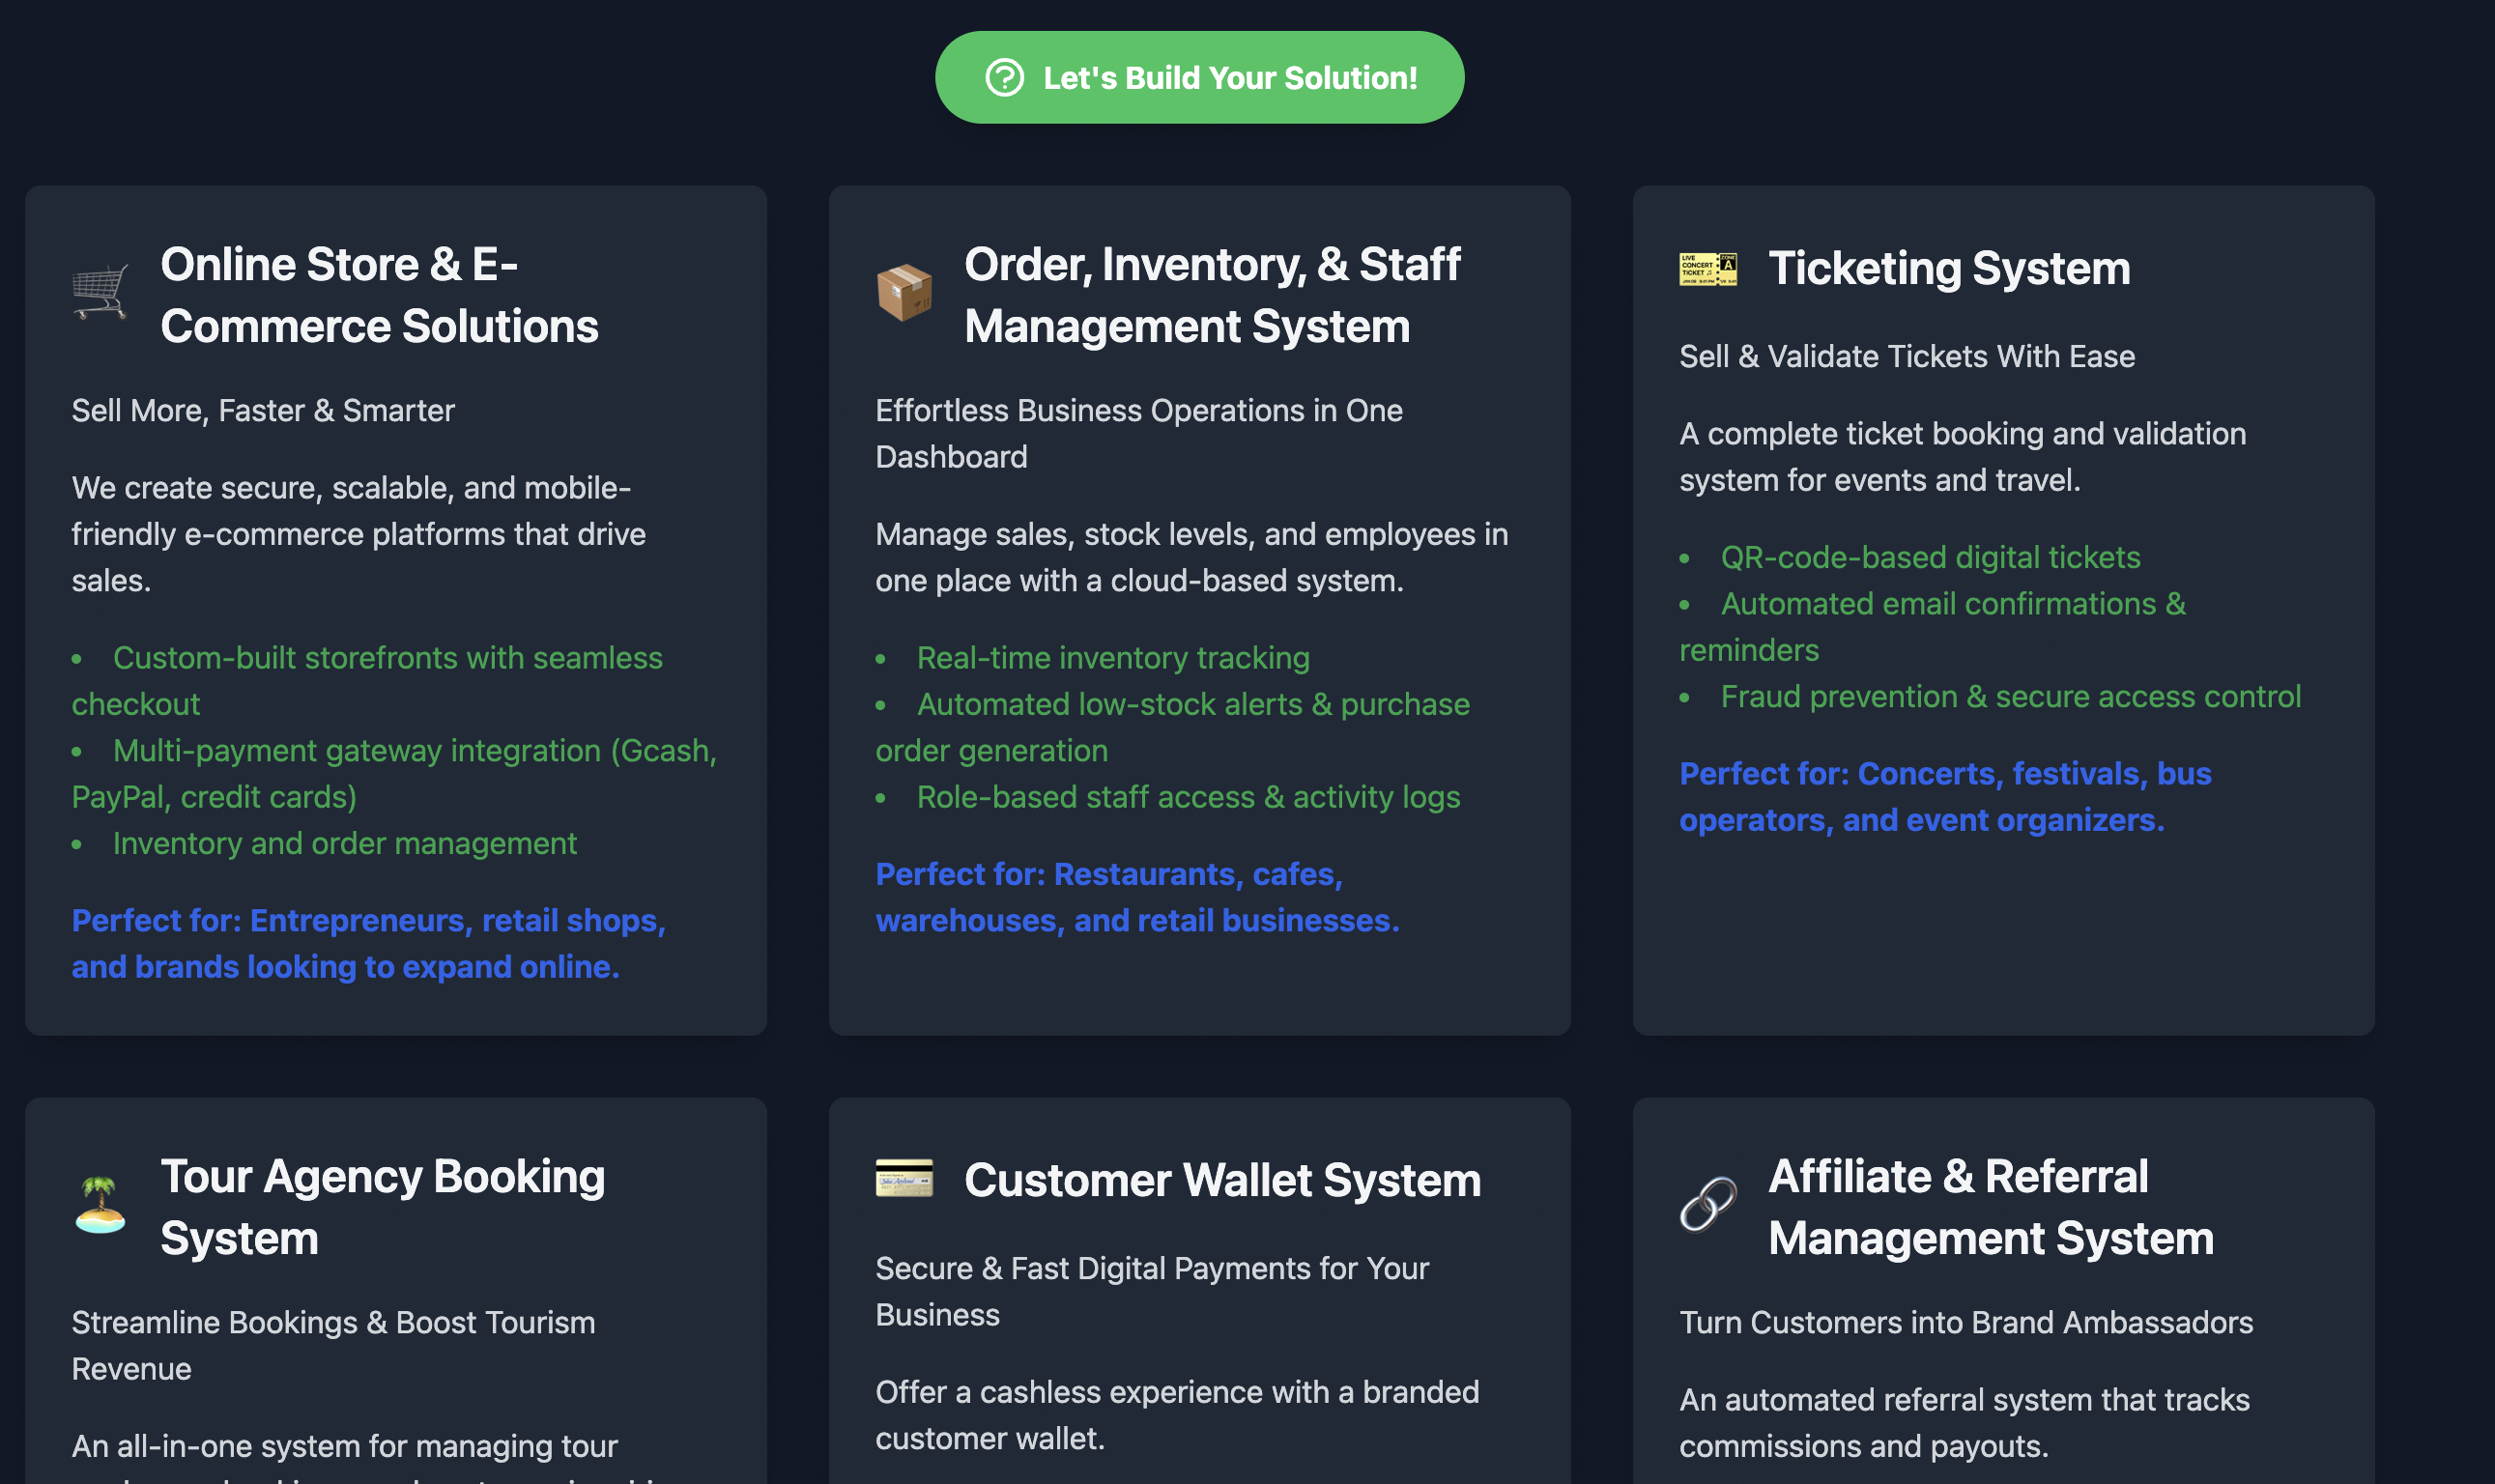 Let's Build Your Solution!
Online Store & E-
Commerce Solutions
Sell More, Faster & Smarter
We create secure, scalable, and mobile-
friendly e-commerce platforms that drive
sales.
• Custom-built storefronts with seamless
checkout
• Multi-payment gateway integration (Gcash,
PayPal, credit cards)
• Inventory and order management
Perfect for: Entrepreneurs, retail shops,
and brands looking to expand online.
Order, Inventory, & Staff
Management System
Effortless Business Operations in One
Dashboard
Manage sales, stock levels, and employees in
one place with a cloud-based system.
• Real-time inventory tracking
• Automated low-stock alerts & purchase
order generation
• Role-based staff access & activity logs
Perfect for: Restaurants, cafes,
warehouses, and retail businesses.
LIVE
CONCERT
TICKET
ZONE
A
Ticketing System
Sell & Validate Tickets With Ease
A complete ticket booking and validation
system for events and travel.
• QR-code-based digital tickets
• Automated email confirmations &
reminders
• Fraud prevention & secure access control
Perfect for: Concerts, festivals, bus
operators, and event organizers.
Tour Agency Booking
System
Streamline Bookings & Boost Tourism
Revenue
An all-in-one system for managing tour
Customer Wallet System
Secure & Fast Digital Payments for Your
Business
Offer a cashless experience with a branded
customer wallet.
Affiliate & Referral
Management System
Turn Customers into Brand Ambassadors
An automated referral system that tracks
commissions and payouts.